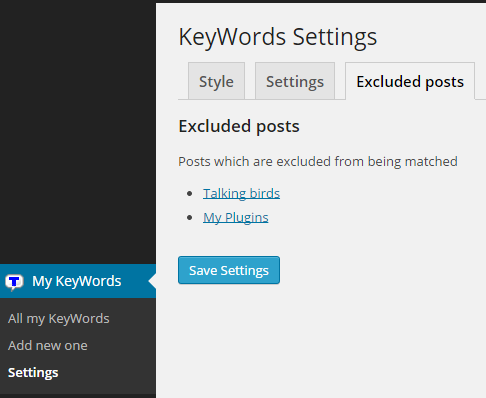 KeyWords Settings
Style
Settings
Excluded posts
Excluded posts
Posts which are excluded from being matched
Talking birds
My Plugins
Save Settings
T
My KeyWords
All my KeyWords
Add new one
Settings